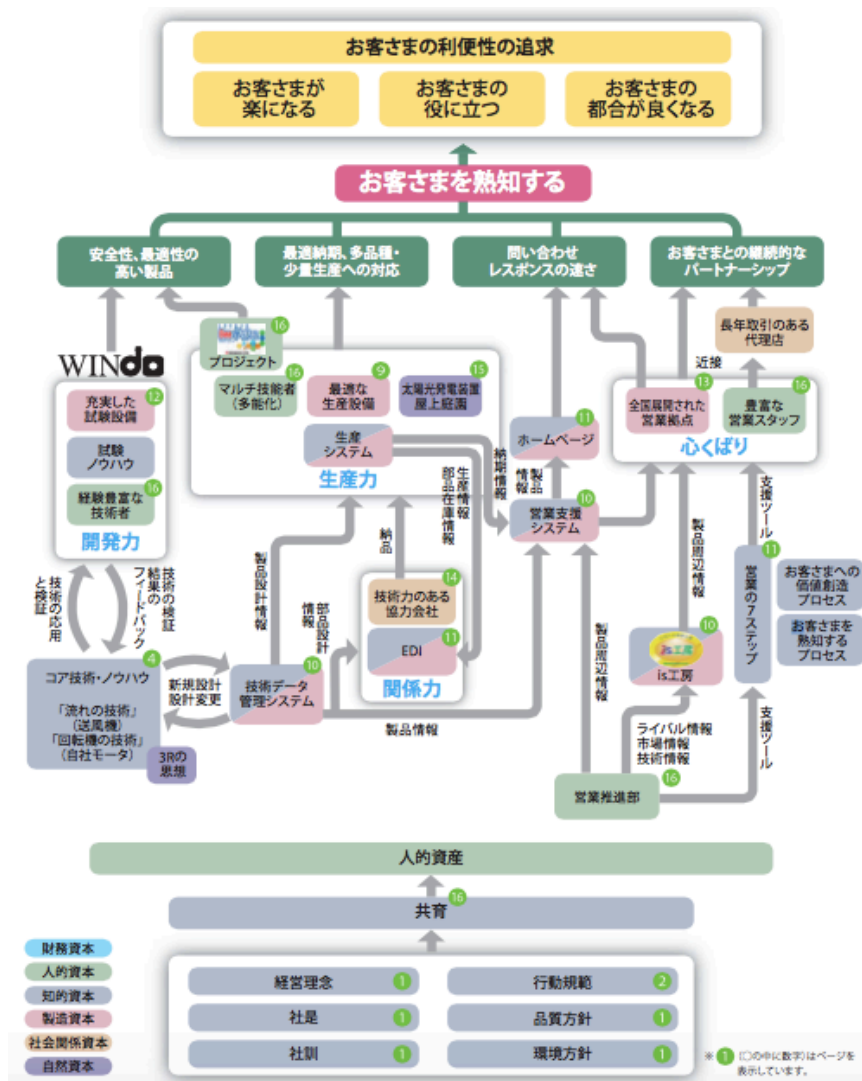 お客さまの利便性の追求
お客さまが
楽になる
お客さまの
役に立つ
お客さまの
都合が良くなる
お客さまを熟知する
安全性、最適性の
高い製品
最適納期、多品種・
少量生産への対応
問い合わせ
レスポンスの速さ
お客さまとの継続的な
パートナーシップ
WINdo
充実した
試験設備
12
試験
ノウハウ
経験豊富な
技術者
16
開発力
プロジェクト
16
マルチ技能者
(多能化)
16
最適な
生産設備
9
太陽光発電装置
屋上庭園
15
生産
システム
生産力
長年取引のある
代理店
近接
全国展開された
営業拠点
13
豊富な
営業スタッフ
16
心くばり
ホームページ
11
製品
情報
営業支援
システム
10
納期情報
生産情報
部品在庫情報
技術の応用
と検証
技術の検証
結果の
フィードバック
製品設計情報
納品
部品設計
情報
技術力のある
協力会社
14
EDI
11
関係力
製品周辺情報
製品周辺情報
is工房
is工房
10
支援ツール
営業の7ステップ
11
お客さまへの
価値創造
プロセス
お客さまを
熟知する
プロセス
支援ツール
コア技術・ノウハウ
4
「流れの技術」
(送風機)
「回転機の技術」
(自社モータ)
3Rの
思想
新規設計
設計変更
技術データ
管理システム
10
製品情報
ライバル情報
市場情報
技術情報
営業推進部
16
人的資産
共育
16
財務資本
人的資本
知的資本
製造資本
社会関係資本
自然資本
経営理念 1
行動規範 2
社是 1
品質方針 1
社訓 1
環境方針 1
※ 1 (○の中に数字)はページを
表示しています。